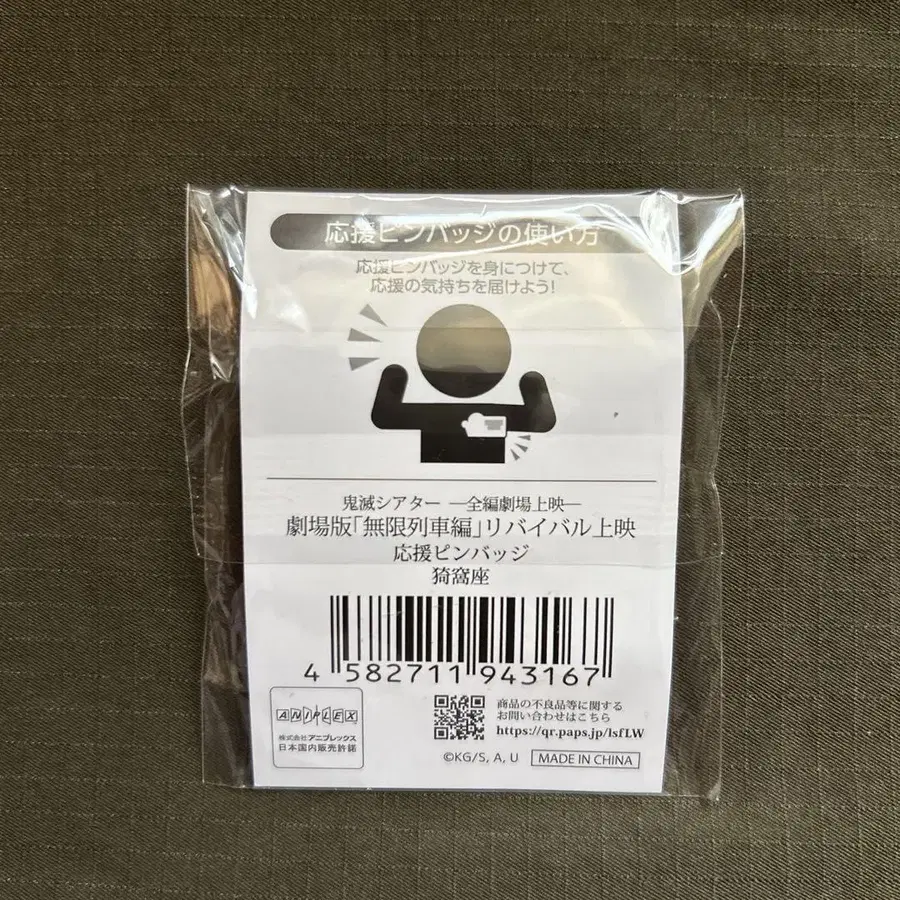 応援ピンバッジの使い方
応援ピンバッジを身につけて、
応援の気持ちを届けよう!
鬼滅シアター ―全編劇場上映―
劇場版「無限列車編」リバイバル上映
応援ピンバッジ
猗窩座
4 582711 943167
ANIPLEX
株式会社アニプレックス
日本国内販売許諾
商品の不良品等に関する
お問い合わせはこちら
https://qr.paps.jp/lsfLW
©KG/S, A, U
MADE IN CHINA